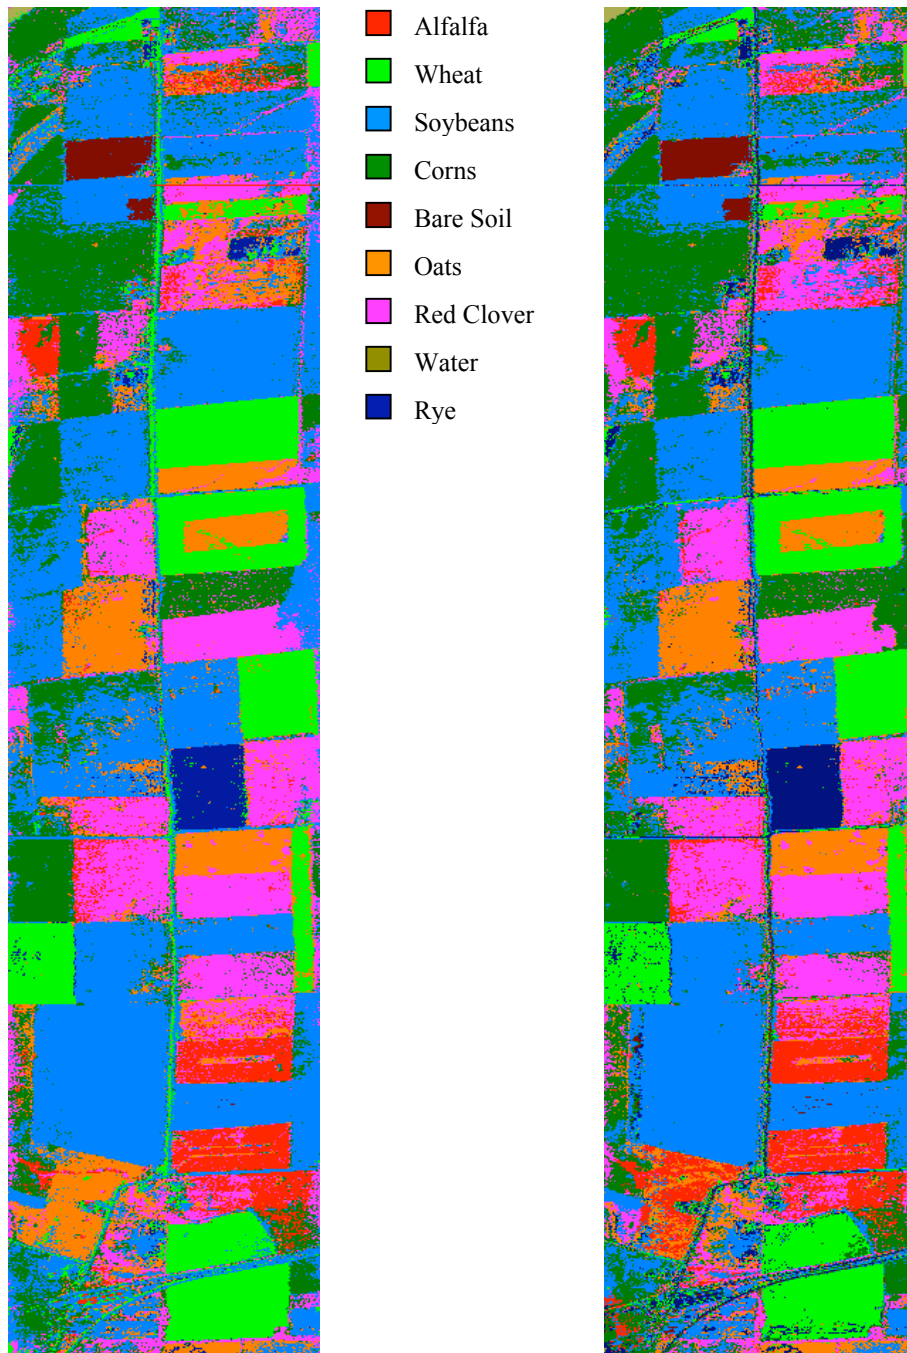 Alfalfa
Wheat
Soybeans
Corns
Bare Soil
Oats
Red Clover
Water
Rye